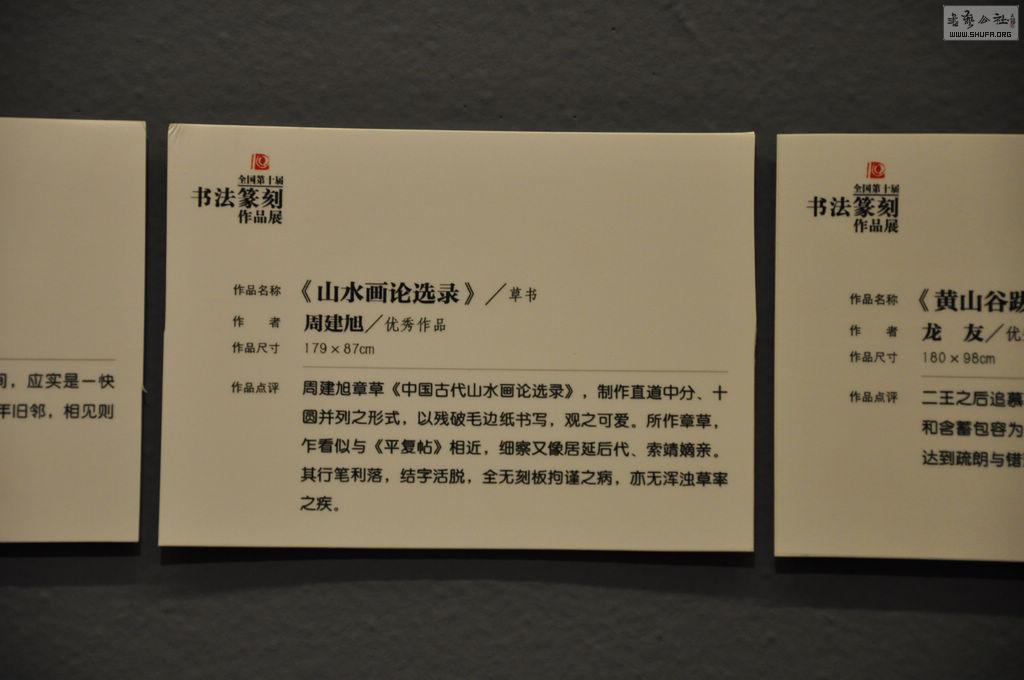 书艺公社
WWW.SHUFA.ORG
间，应实是一快
年旧邻，相见则
全国第十届
书法篆刻
作品展
作品名称 《山水画论选录》／草书
作 者 周建旭／优秀作品
作品尺寸 179×87cm
作品点评 周建旭章草《中国古代山水画论选录》，制作直道中分、十
圆并列之形式，以残破毛边纸书写，观之可爱。所作章草，
乍看似与《平复帖》相近，细察又像居延后代、索靖嫡亲。
其行笔利落，结字活脱，全无刻板拘谨之病，亦无浑浊草率
之疾。
全国第十届
书法篆刻
作品展
作品名称 《黄山谷跋
作 者 龙 友／优
作品尺寸 180×98cm
作品点评 二王之后追慕
和含蓄包容为
达到疏朗与错